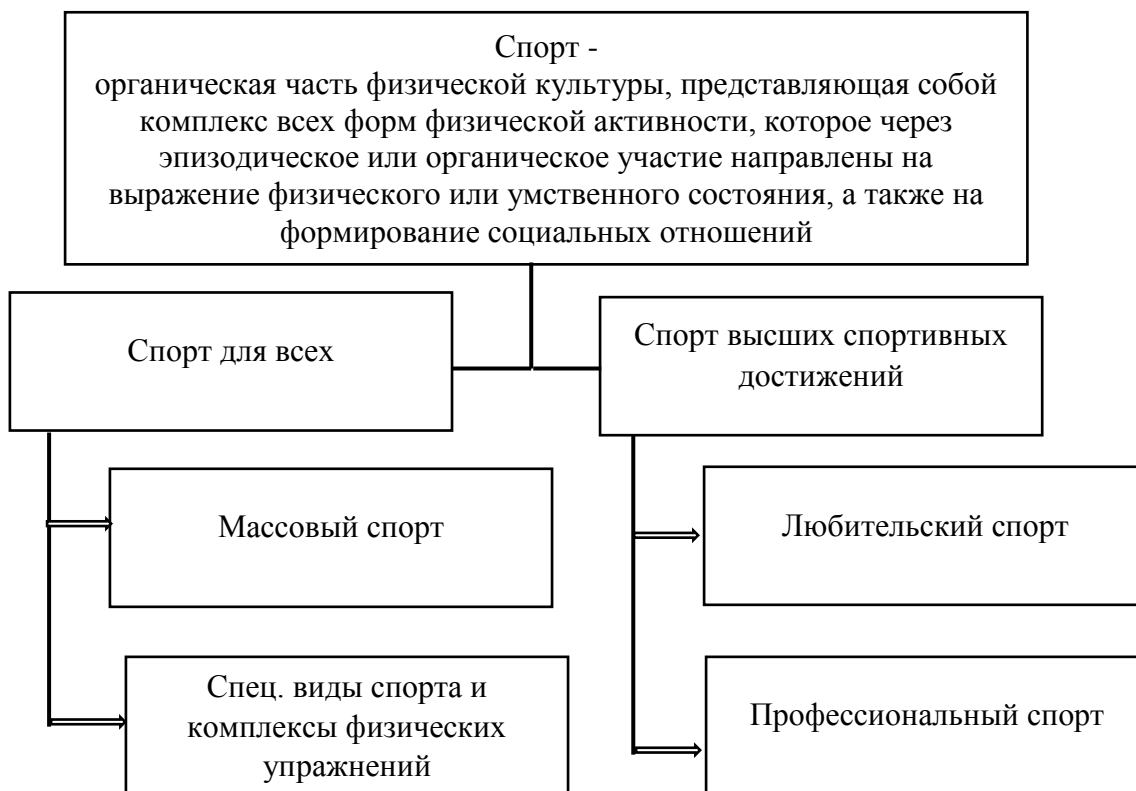 Спорт -
органическая часть физической культуры, представляющая собой
комплекс всех форм физической активности, которое через
эпизодическое или органическое участие направлены на
выражение физического или умственного состояния, а также на
формирование социальных отношений
Спорт для всех
Спорт высших спортивных
достижений
Массовый спорт
Любительский спорт
Спец. виды спорта и
комплексы физических
упражнений
Профессиональный спорт